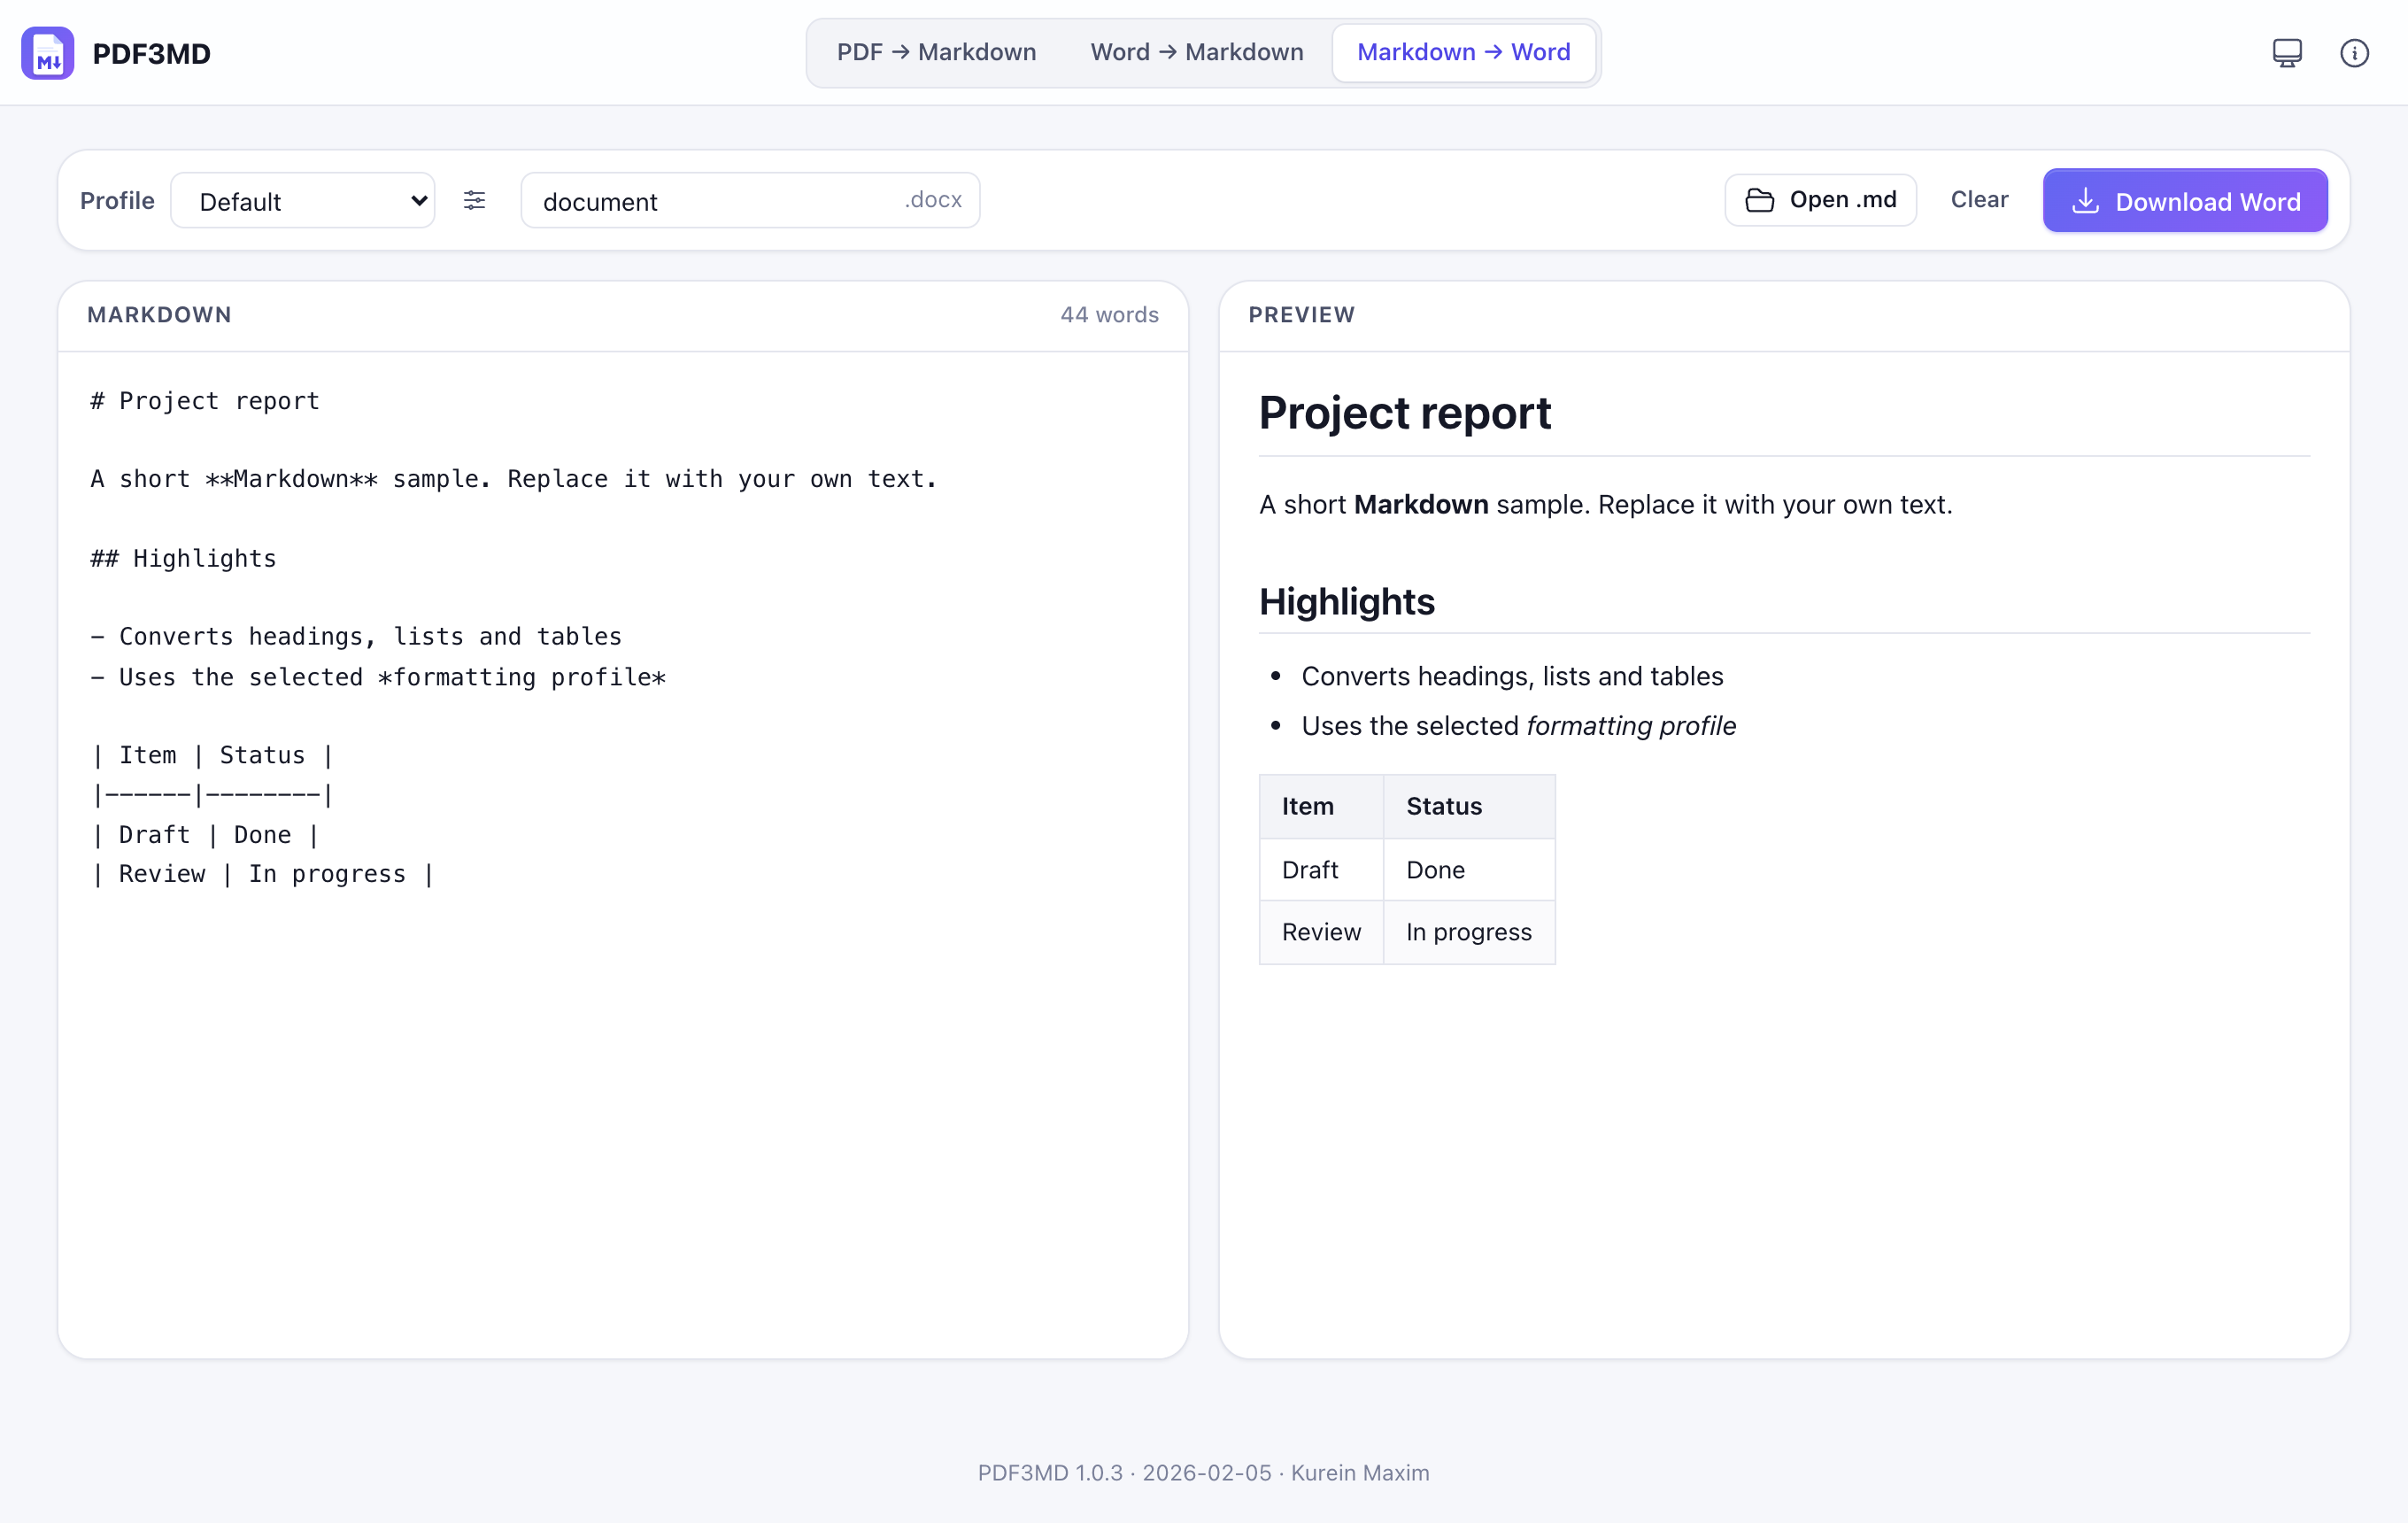 M↓ PDF3MD
PDF → Markdown
Word → Markdown
Markdown → Word
Profile
Default
document
.docx
Open .md
Clear
Download Word
MARKDOWN
44 words
# Project report
A short **Markdown** sample. Replace it with your own text.
## Highlights
- Converts headings, lists and tables
- Uses the selected *formatting profile*
| Item | Status |
|------|--------|
| Draft | Done |
| Review | In progress |
PREVIEW
Project report
A short Markdown sample. Replace it with your own text.
Highlights
• Converts headings, lists and tables
• Uses the selected formatting profile
Item Status
Draft Done
Review In progress
PDF3MD 1.0.3 · 2026-02-05 · Kurein Maxim